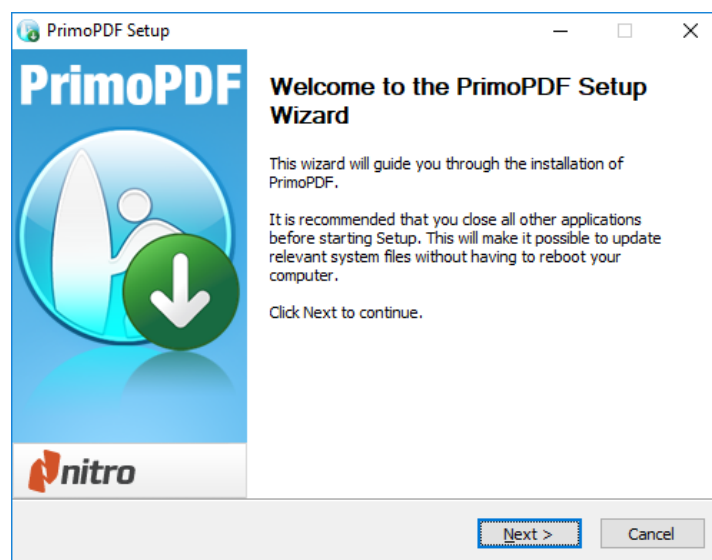 PrimoPDF Setup
PrimoPDF
Welcome to the PrimoPDF Setup
Wizard
This wizard will guide you through the installation of
PrimoPDF.
It is recommended that you close all other applications
before starting Setup. This will make it possible to update
relevant system files without having to reboot your
computer.
Click Next to continue.
nitro
Next >
Cancel